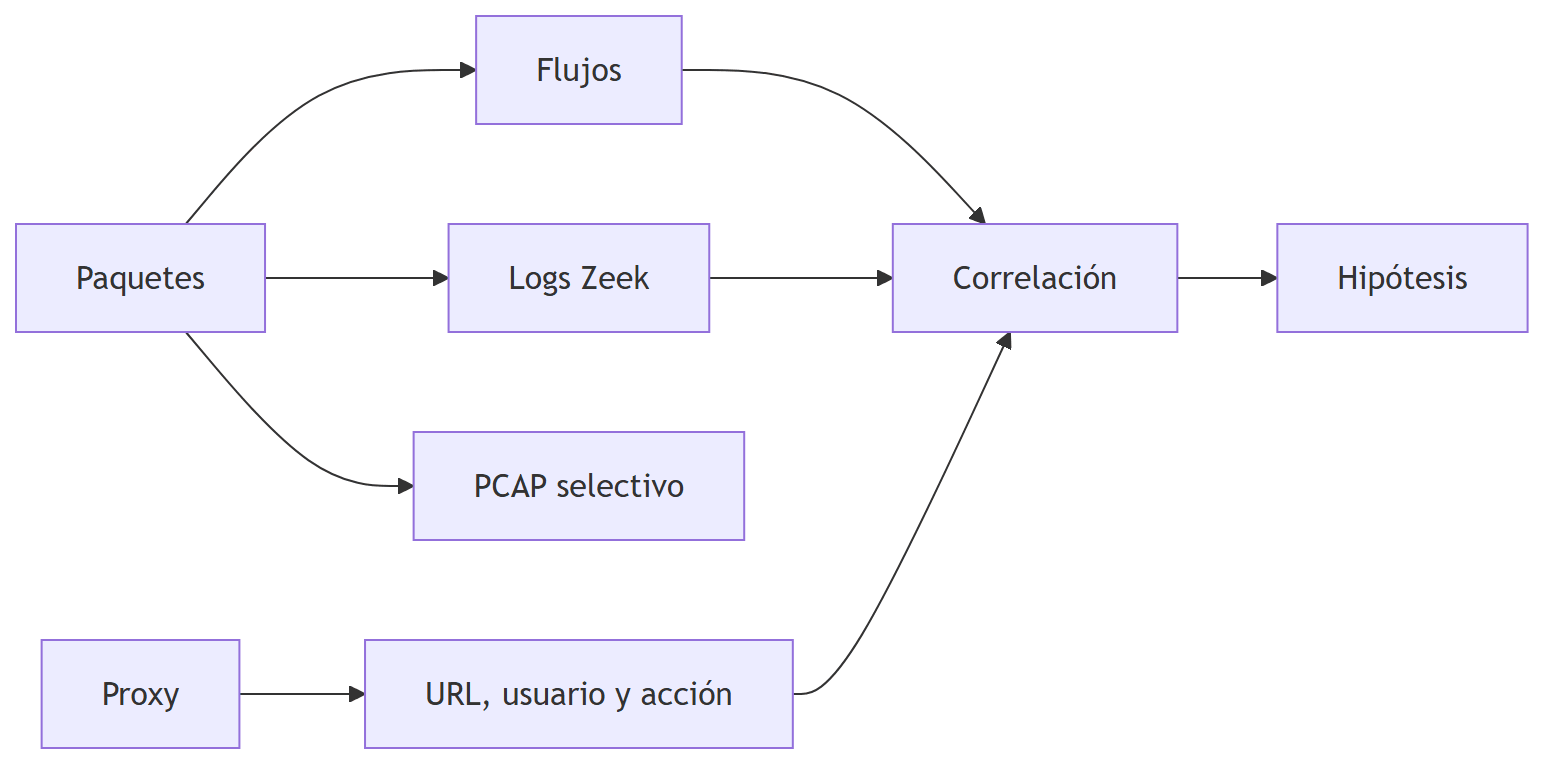 Flujos
Paquetes
Logs Zeek
Correlación
Hipótesis
PCAP selectivo
Proxy
URL, usuario y acción